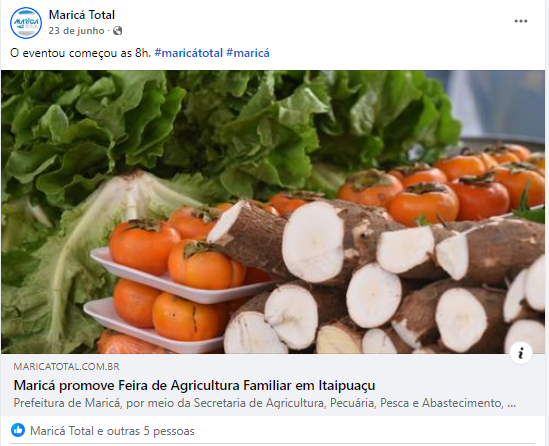 Maricá Total
23 de junho ·
O eventou começou as 8h. #maricátotal #maricá
MARICATOTAL.COM.BR
Maricá promove Feira de Agricultura Familiar em Itaipuaçu
Prefeitura de Maricá, por meio da Secretaria de Agricultura, Pecuária, Pesca e Abastecimento, ...
Maricá Total e outras 5 pessoas